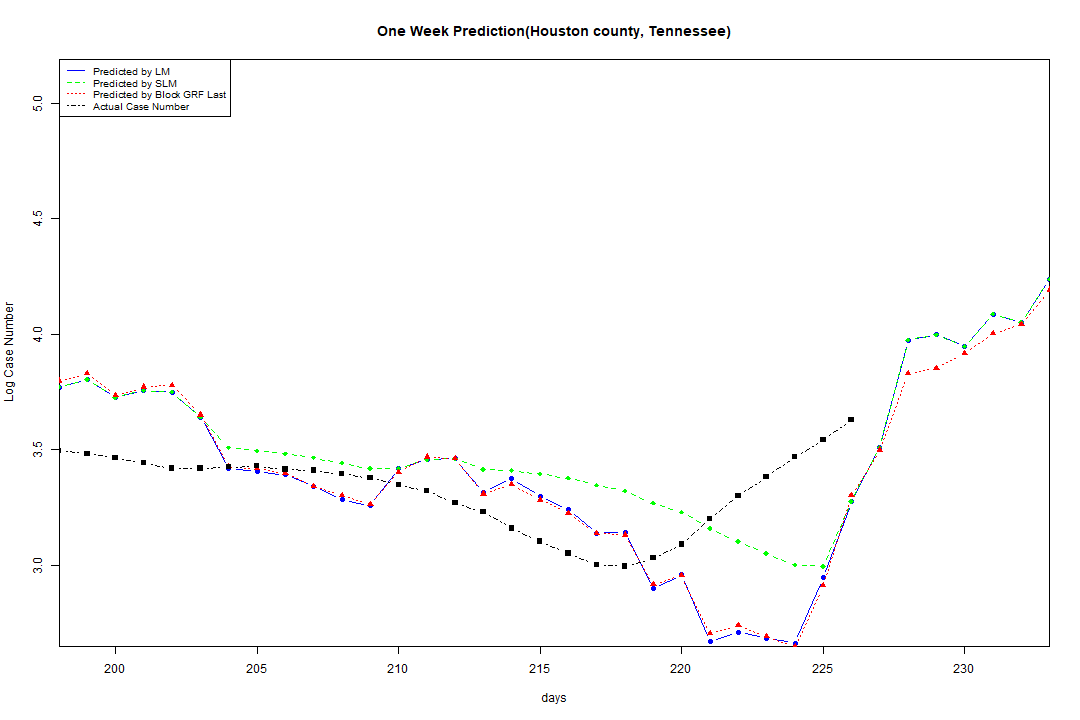 One Week Prediction(Houston county, Tennessee)
Predicted by LM
Predicted by SLM
Predicted by Block GRF Last
Actual Case Number
Log Case Number
5.0
4.5
4.0
3.5
3.0
200 205 210 215 220 225 230
days